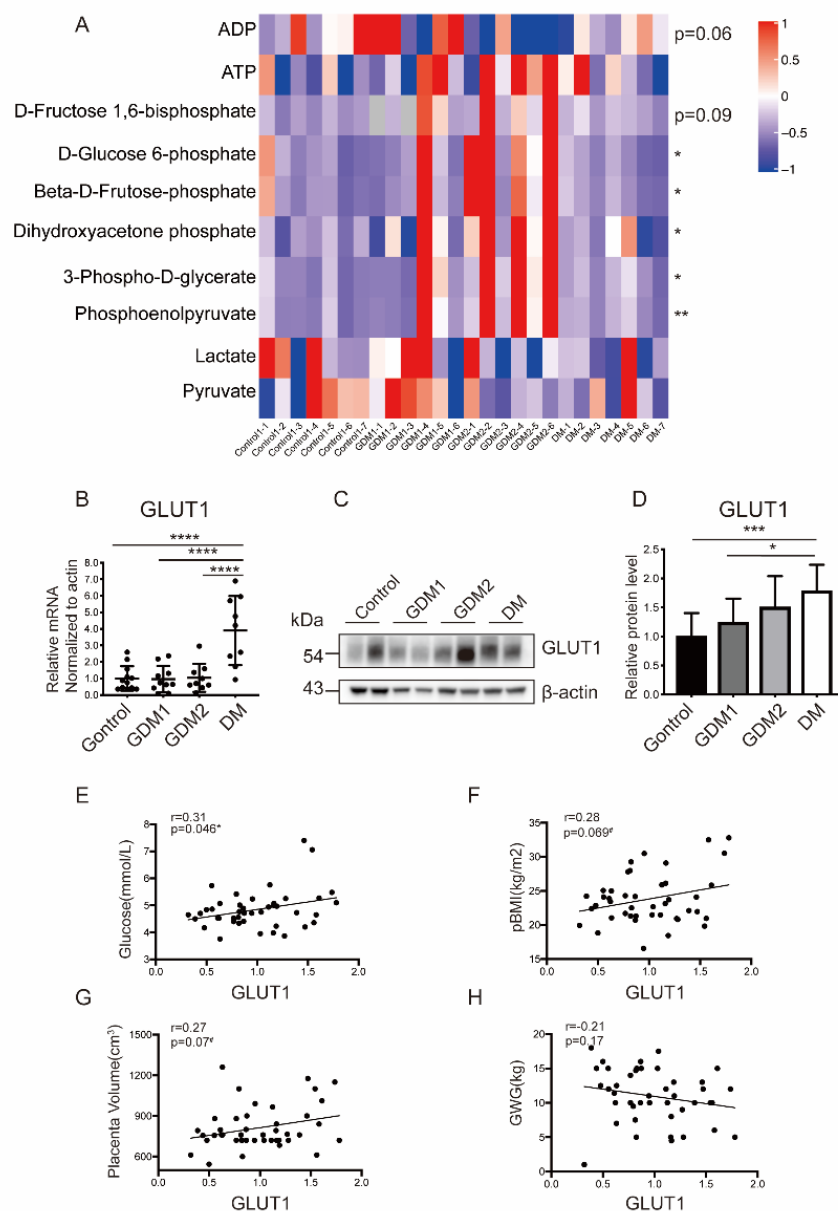 A
ADP
p=0.06
ATP
D-Fructose 1,6-bisphosphate
p=0.09
D-Glucose 6-phosphate
*
Beta-D-Frutose-phosphate
*
Dihydroxyacetone phosphate
*
3-Phospho-D-glycerate
*
Phosphoenolpyruvate
**
Lactate
Pyruvate
1
0.5
0
−0.5
−1
Control1-1
Control1-2
Control1-3
Control1-4
Control1-5
Control1-6
Control1-7
GDM1-1
GDM1-2
GDM1-3
GDM1-4
GDM1-5
GDM1-6
GDM2-1
GDM2-2
GDM2-3
GDM2-4
GDM2-5
GDM2-6
DM-1
DM-2
DM-3
DM-4
DM-5
DM-6
DM-7
B
GLUT1
****
****
****
Relative mRNA
Normalized to actin
8.0
7.0
6.0
5.0
4.0
3.0
2.0
1.0
0.0
Gontrol
GDM1
GDM2
DM
C
Control
GDM1
GDM2
DM
kDa
54
GLUT1
43
β-actin
D
GLUT1
***
*
Relative protein level
2.5
2.0
1.5
1.0
0.5
0.0
Control
GDM1
GDM2
DM
E
r=0.31
p=0.046*
Glucose(mmol/L)
8
7
6
5
4
3
0.0
0.5
1.0
1.5
2.0
GLUT1
F
r=0.28
p=0.069#
pBMI(kg/m2)
35
30
25
20
15
0.0
0.5
1.0
1.5
2.0
GLUT1
G
r=0.27
p=0.07#
Placenta Volume(cm³)
1500
1200
900
600
0.0
0.5
1.0
1.5
2.0
GLUT1
H
r=-0.21
p=0.17
GWG(kg)
20
15
10
5
0
0.0
0.5
1.0
1.5
2.0
GLUT1